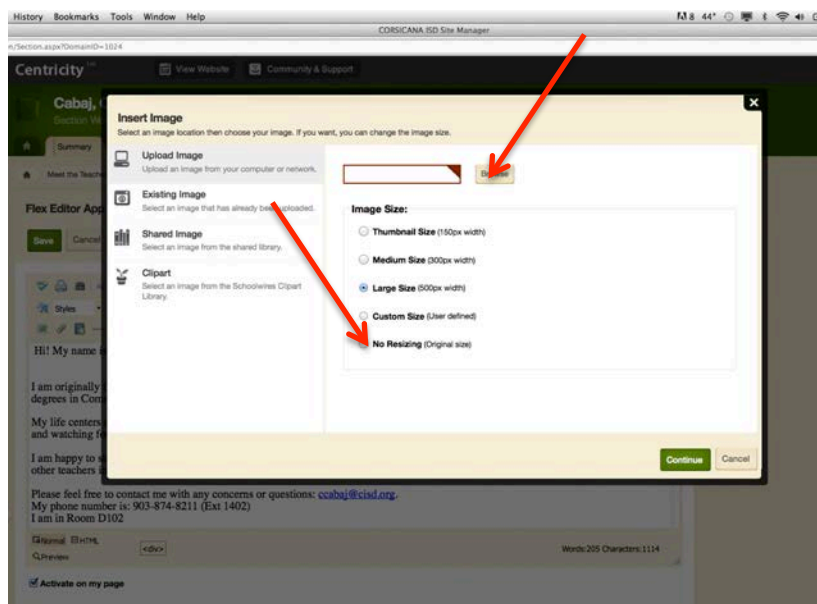 History Bookmarks Tools Window Help
8 44°
CORSICANA ISD Site Manager
n/Section.aspx?DomainID=1024
Centricity
View Website Community & Support
Cabaj,
Section
Summary
Meet the Teache
Flex Editor App
Save Cancel
Styles
Insert Image
Select an image location then choose your image. If you want, you can change the image size.
Upload Image
Upload an image from your computer or network.
Existing Image
Select an image that has already been uploaded.
Shared Image
Select an image from the shared library.
Clipart
Select an image from the Schoolwires Clipart
Library.
Browse
Image Size:
Thumbnail Size (150px width)
Medium Size (300px width)
Large Size (500px width)
Custom Size (User defined)
No Resizing (Original size)
Continue Cancel
Hi! My name i
I am originally
degrees in Com
My life centers
and watching fo
I am happy to s
other teachers i
Please feel free to contact me with any concerns or questions: ccabaj@cisd.org.
My phone number is: 903-874-8211 (Ext 1402)
I am in Room D102
Normal HTML
Preview
<div>
Words:205 Characters:1114
Activate on my page